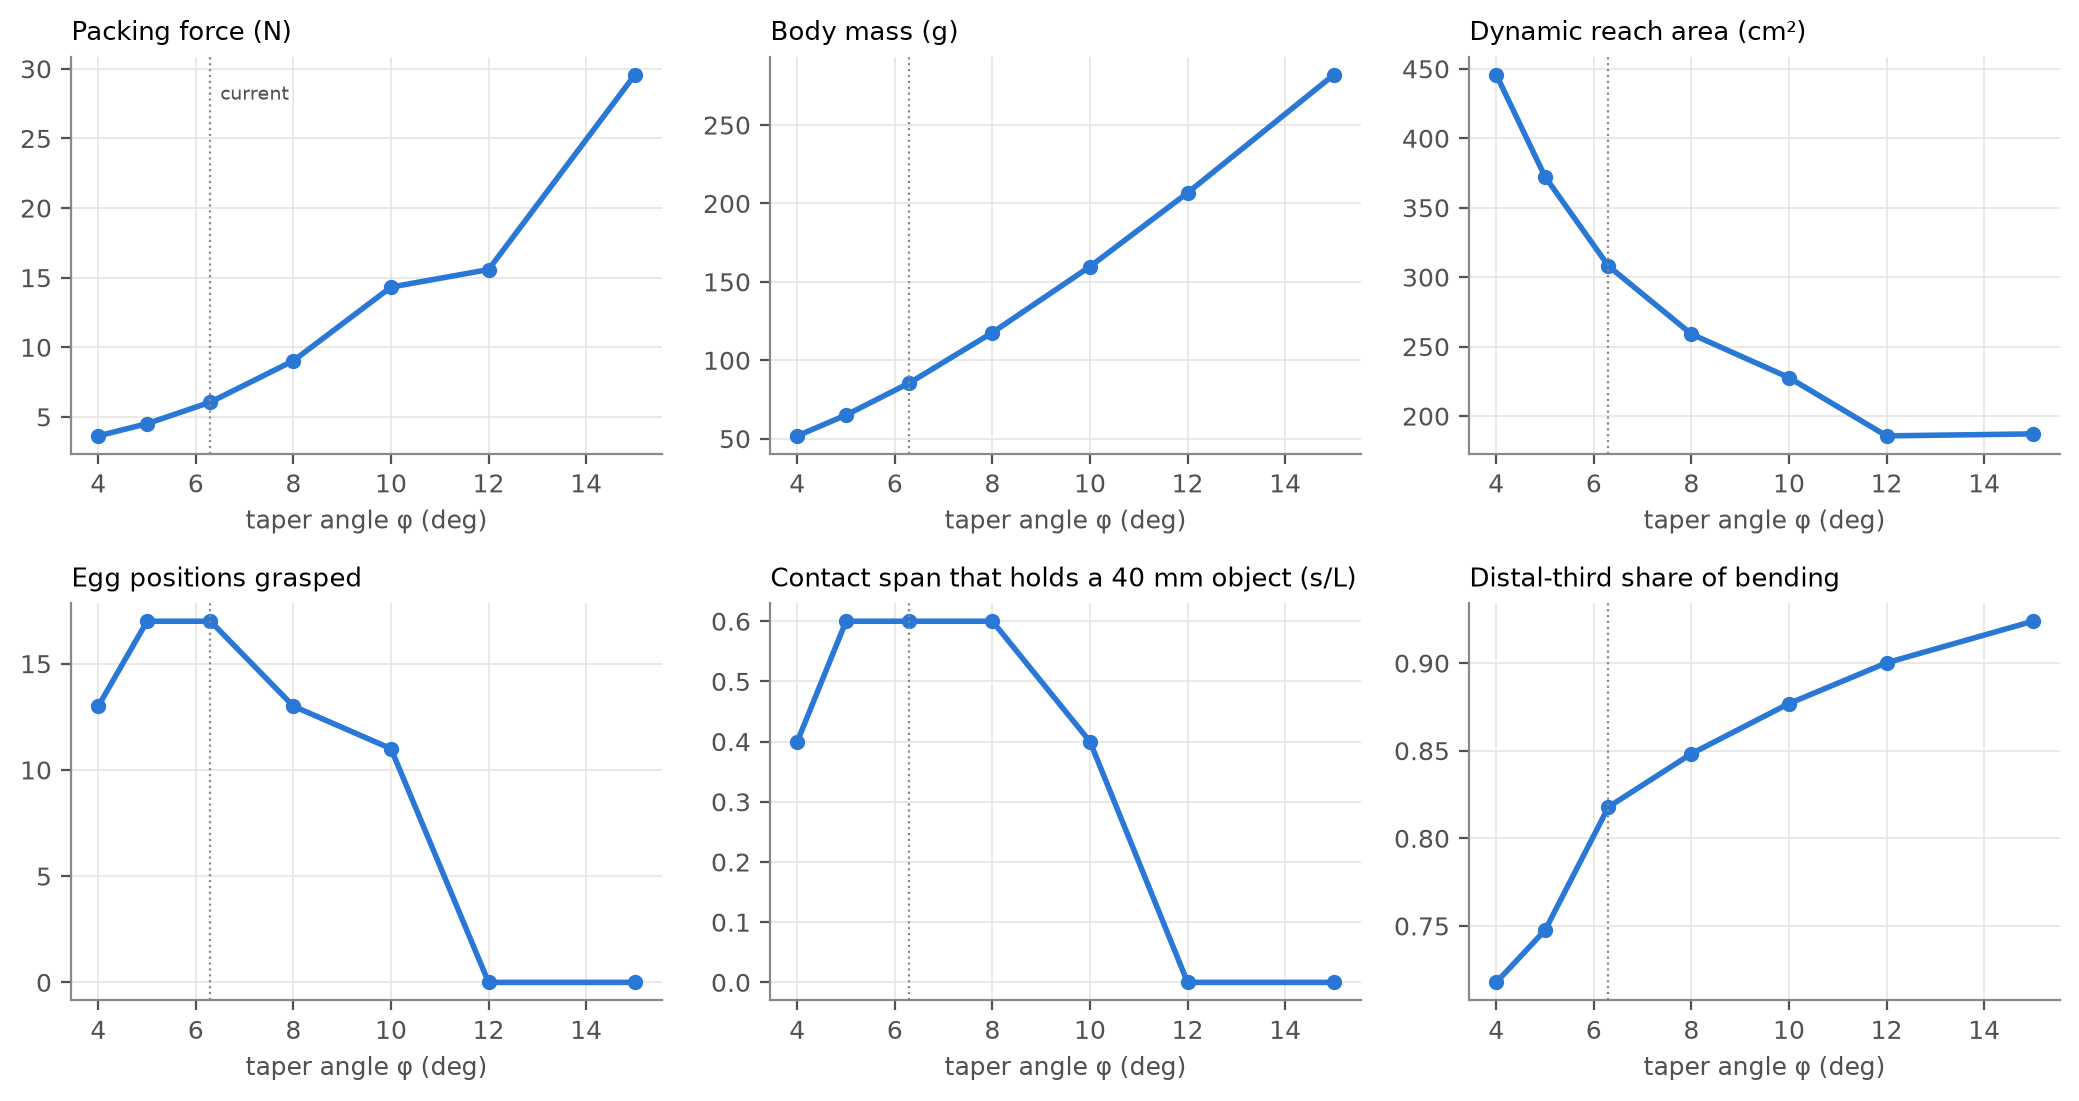 Packing force (N)
30
25
20
15
10
5
current
4 6 8 10 12 14
taper angle φ (deg)
Body mass (g)
250
200
150
100
50
4 6 8 10 12 14
taper angle φ (deg)
Dynamic reach area (cm²)
450
400
350
300
250
200
4 6 8 10 12 14
taper angle φ (deg)
Egg positions grasped
15
10
5
0
4 6 8 10 12 14
taper angle φ (deg)
Contact span that holds a 40 mm object (s/L)
0.6
0.5
0.4
0.3
0.2
0.1
0.0
4 6 8 10 12 14
taper angle φ (deg)
Distal-third share of bending
0.90
0.85
0.80
0.75
4 6 8 10 12 14
taper angle φ (deg)